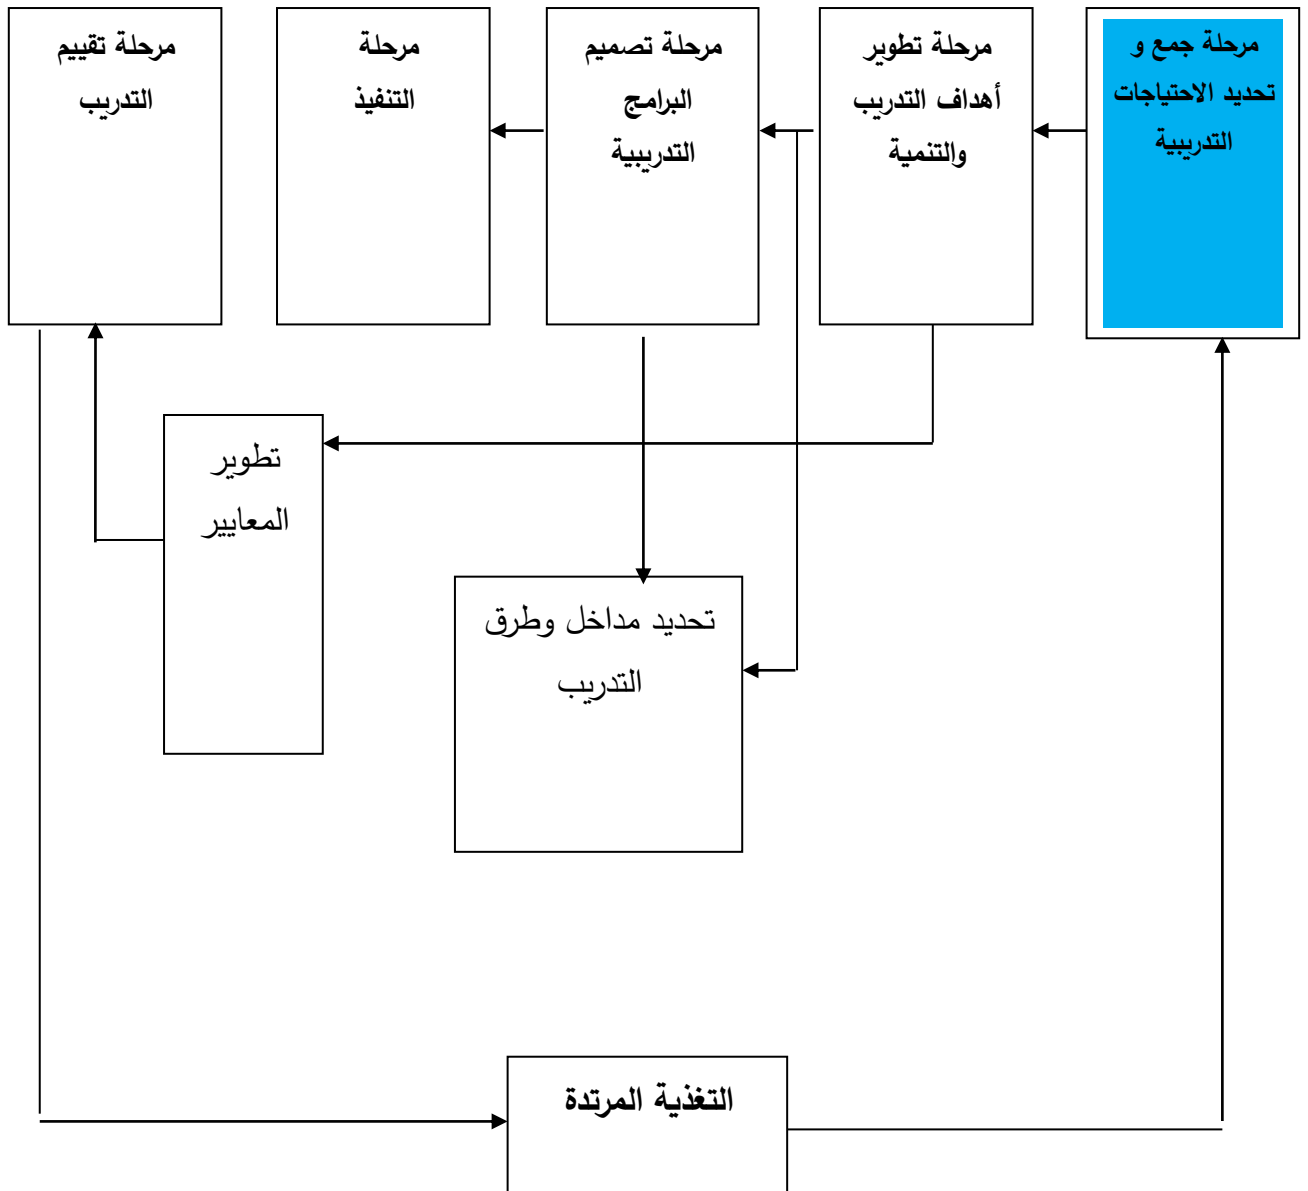 مرحلة جمع و
تحديد الاحتياجات
التدريبية
مرحلة تطوير
أهداف التدريب
والتنمية
مرحلة تصميم
البرامج
التدريبية
مرحلة
التنفيذ
مرحلة تقييم
التدريب
تطوير
المعايير
تحديد مداخل وطرق
التدريب
التغذية المرتدة